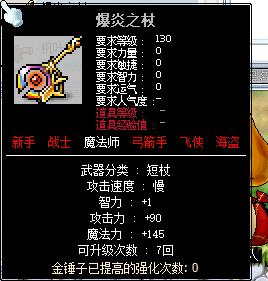 爆炎之杖
要求等级： 130
要求力量： 0
要求敏捷： 0
要求智力： 0
要求运气： 0
要求人气度：-
道具等级： -
道具经验值： -
新手 战士 魔法师 弓箭手 飞侠 海盗
武器分类：短杖
攻击速度：慢
智力：+1
攻击力：+90
魔法力：+145
可升级次数：7回
金锤子已提高的强化次数：0